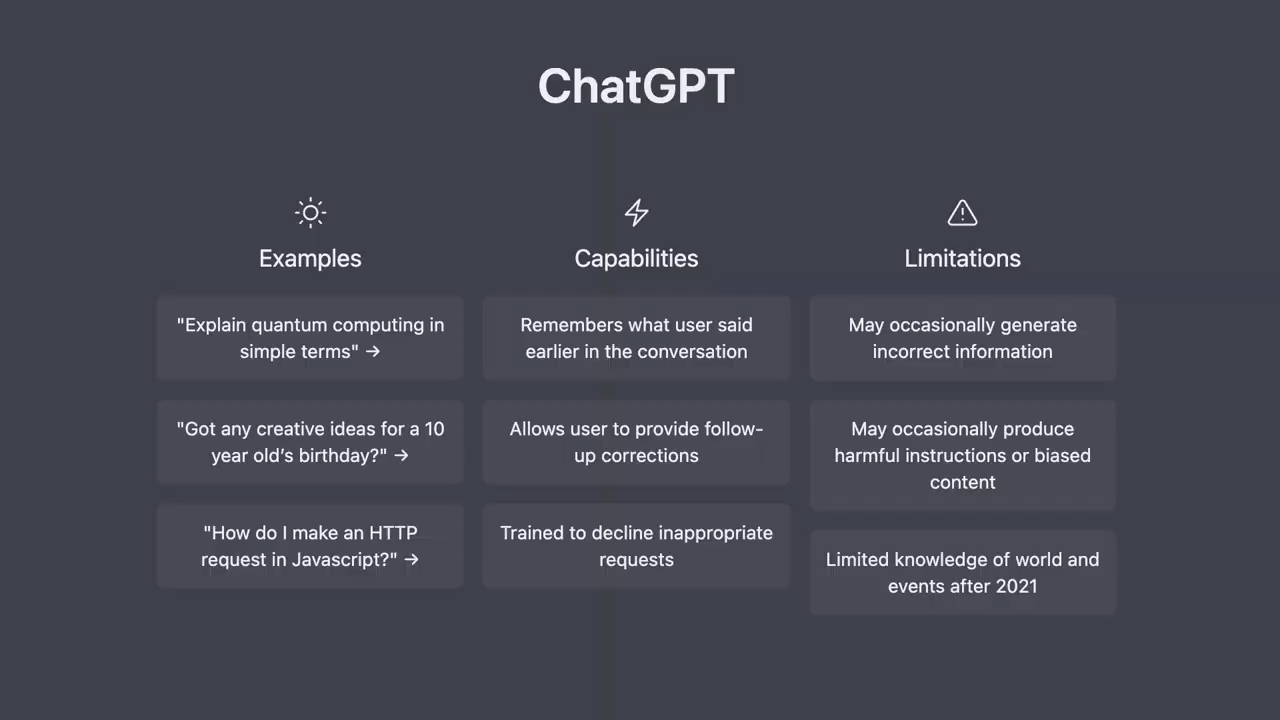 ChatGPT
Examples
"Explain quantum computing in
simple terms" →
"Got any creative ideas for a 10
year old's birthday?" →
"How do I make an HTTP
request in Javascript?" →
Capabilities
Remembers what user said
earlier in the conversation
Allows user to provide follow-
up corrections
Trained to decline inappropriate
requests
Limitations
May occasionally generate
incorrect information
May occasionally produce
harmful instructions or biased
content
Limited knowledge of world and
events after 2021